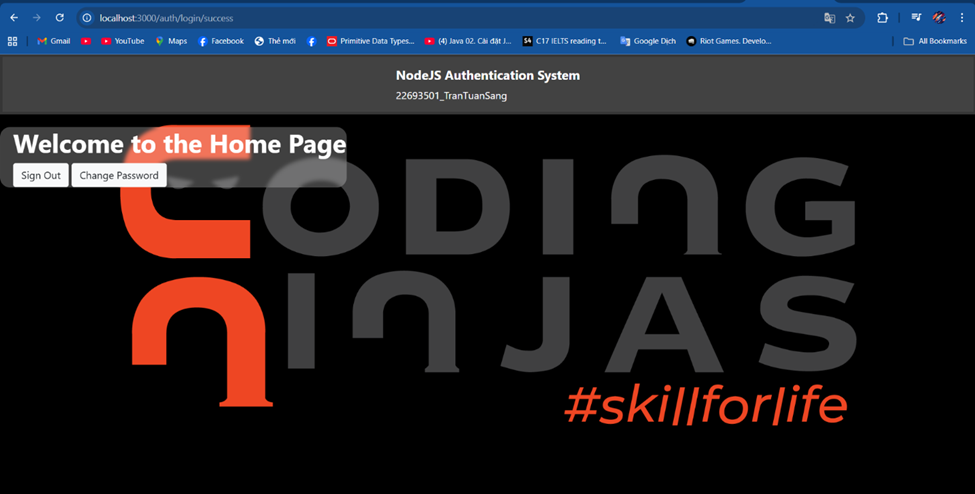 localhost:3000/auth/login/success
Gmail
YouTube
Maps
Facebook
Thẻ mới
Primitive Data Types...
(4) Java 02. Cài đặt J...
C17 IELTS reading t...
Google Dịch
Riot Games. Develo...
All Bookmarks
NodeJS Authentication System
22693501_TranTuanSang
Welcome to the Home Page
Sign Out
Change Password
CODING
NINJAS
#skillforlife